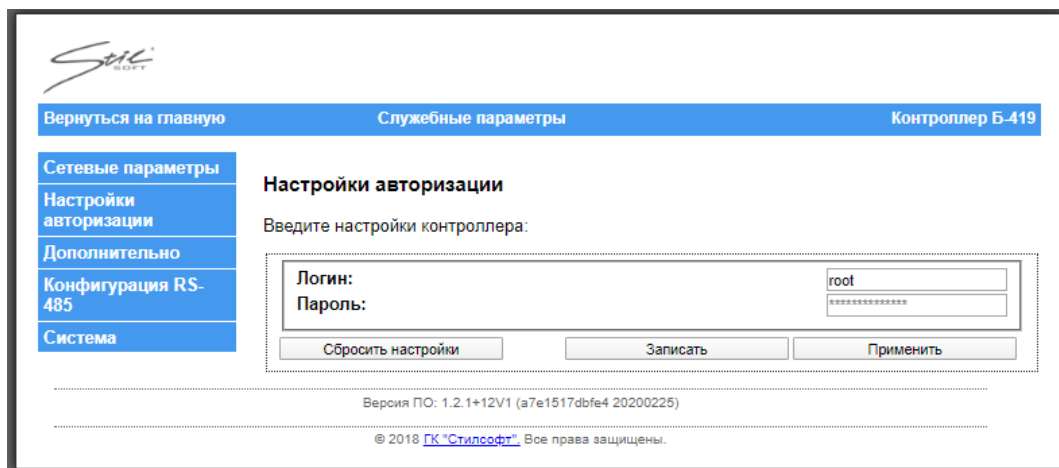 Stil
SOFT
Вернуться на главную Служебные параметры Контроллер Б-419
Сетевые параметры
Настройки
авторизации
Дополнительно
Конфигурация RS-
485
Система
Настройки авторизации
Введите настройки контроллера:
Логин: root
Пароль: **************
Сбросить настройки Записать Применить
Версия ПО: 1.2.1+12V1 (a7e1517dbfe4 20200225)
© 2018 ГК "Стилсофт". Все права защищены.